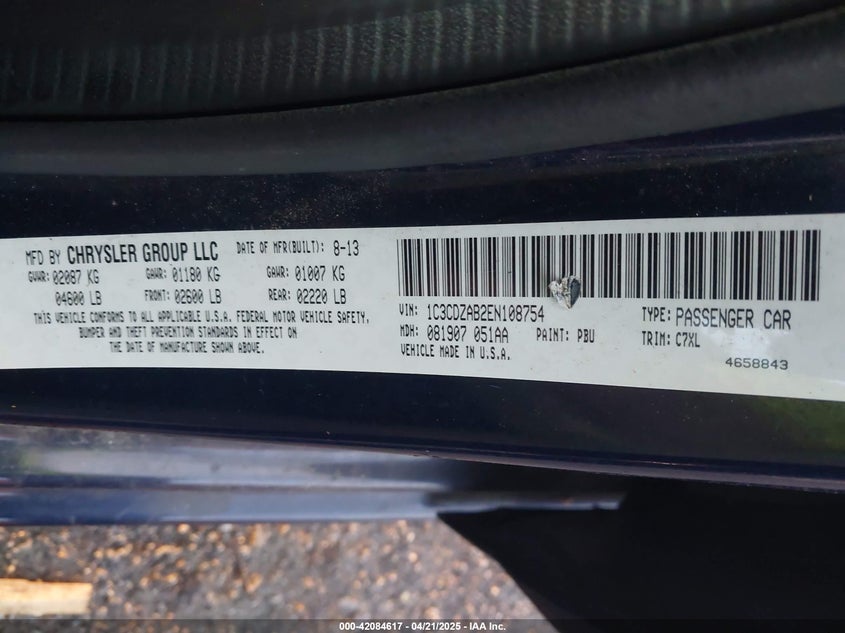 MFD BY CHRYSLER GROUP LLC DATE OF MFR(BUILT): 8-13
GVWR: 02087 KG GAWR: 01180 KG GAWR: 01007 KG
04600 LB FRONT: 02600 LB REAR: 02220 LB
THIS VEHICLE CONFORMS TO ALL APPLICABLE U.S.A. FEDERAL MOTOR VEHICLE SAFETY,
BUMPER AND THEFT PREVENTION STANDARDS IN EFFECT ON
THE DATE OF MANUFACTURE SHOWN ABOVE.
VIN: 1C3CDZAB2EN108754 TYPE: PASSENGER CAR
MDH: 081907 051AA PAINT: PBU TRIM: C7XL
VEHICLE MADE IN U.S.A.
4658843
000-42084617 - 04/21/2025 - © IAA Inc.